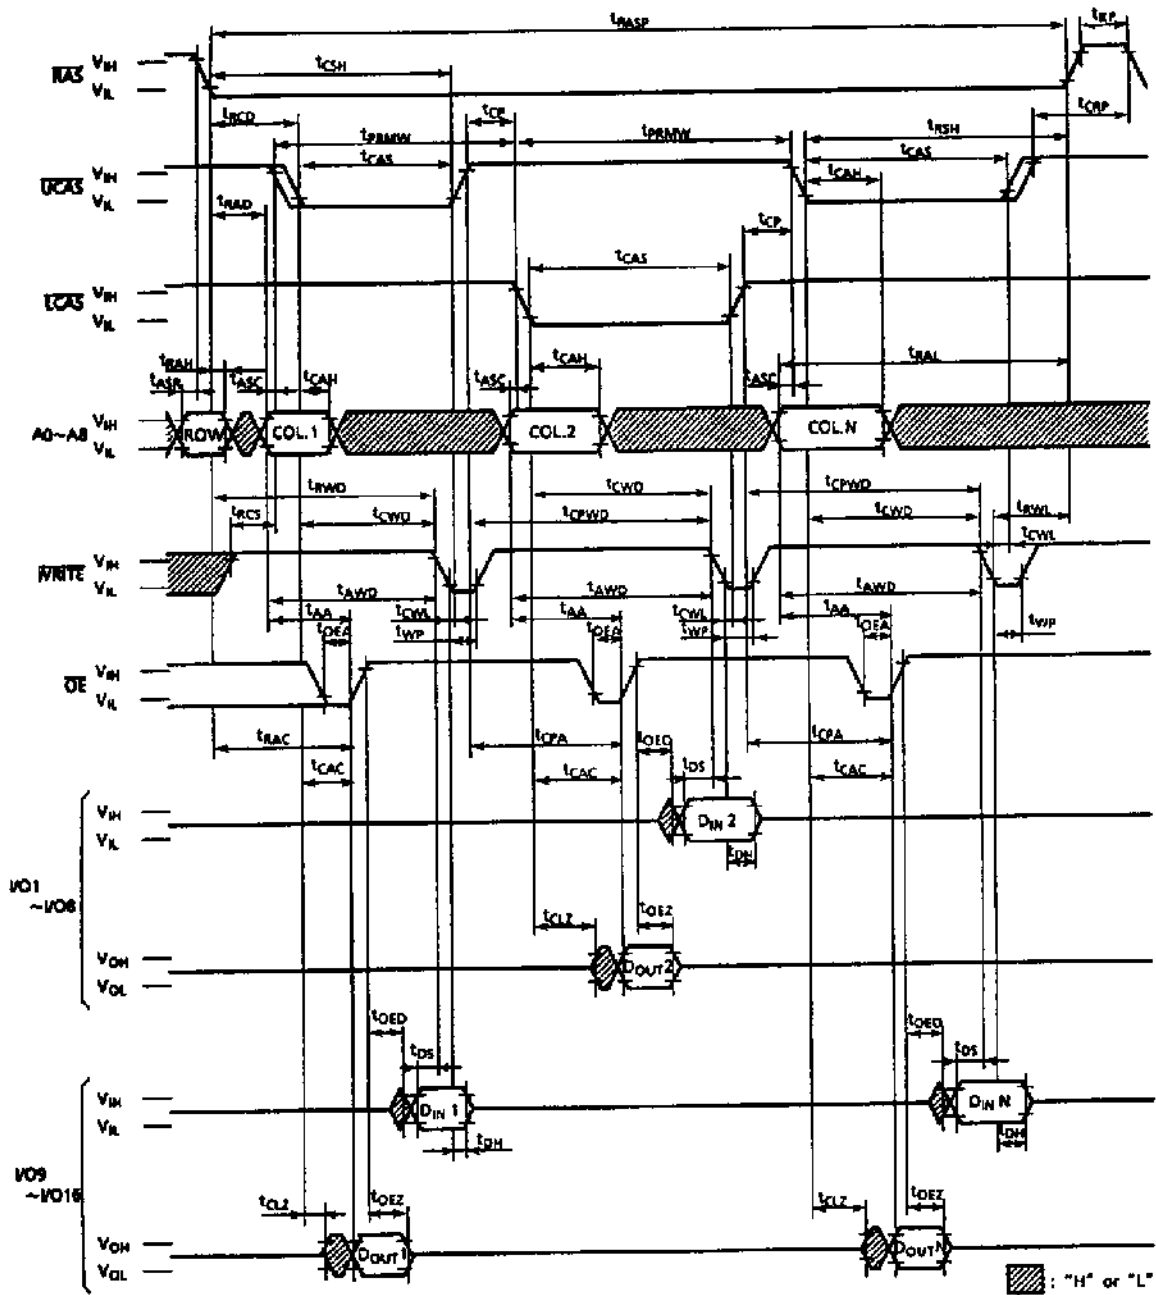 tRASP
tRP
RAS
VIH
VIL
tCSH
tCRP
tRCD
tCP
tPRMW
tPRMW
tRSH
tCAS
tCAS
UCAS
VIH
VIL
tCAH
tRAD
tCP
tCAS
LCAS
VIH
VIL
tRAH
tCAH
tRAL
tASR
tASC
tCAH
tASC
tASC
A0~A8
VIH
VIL
ROW
COL.1
COL.2
COL.N
tRWD
tCWD
tCPWD
tRCS
tCWD
tCPWD
tCWD
tRWL
tCWL
WRITE
VIH
VIL
tAWD
tAWD
tAWD
tAA
tCWL
tAA
tCWL
tAA
tOEA
tWP
tOEA
tWP
tOEA
tWP
OE
VIH
VIL
tRAC
tCPA
tOED
tCPA
tCAC
tCAC
tDS
tCAC
I/O1
~I/O8
VIH
VIL
DIN 2
tDH
tCLZ
tOEZ
VOH
VOL
DOUT 2
tOED
tOED
tDS
tDS
I/O9
~I/O16
VIH
VIL
DIN 1
DIN N
tDH
tDH
tCLZ
tOEZ
tCLZ
tOEZ
VOH
VOL
DOUT 1
DOUT N
: "H" or "L"